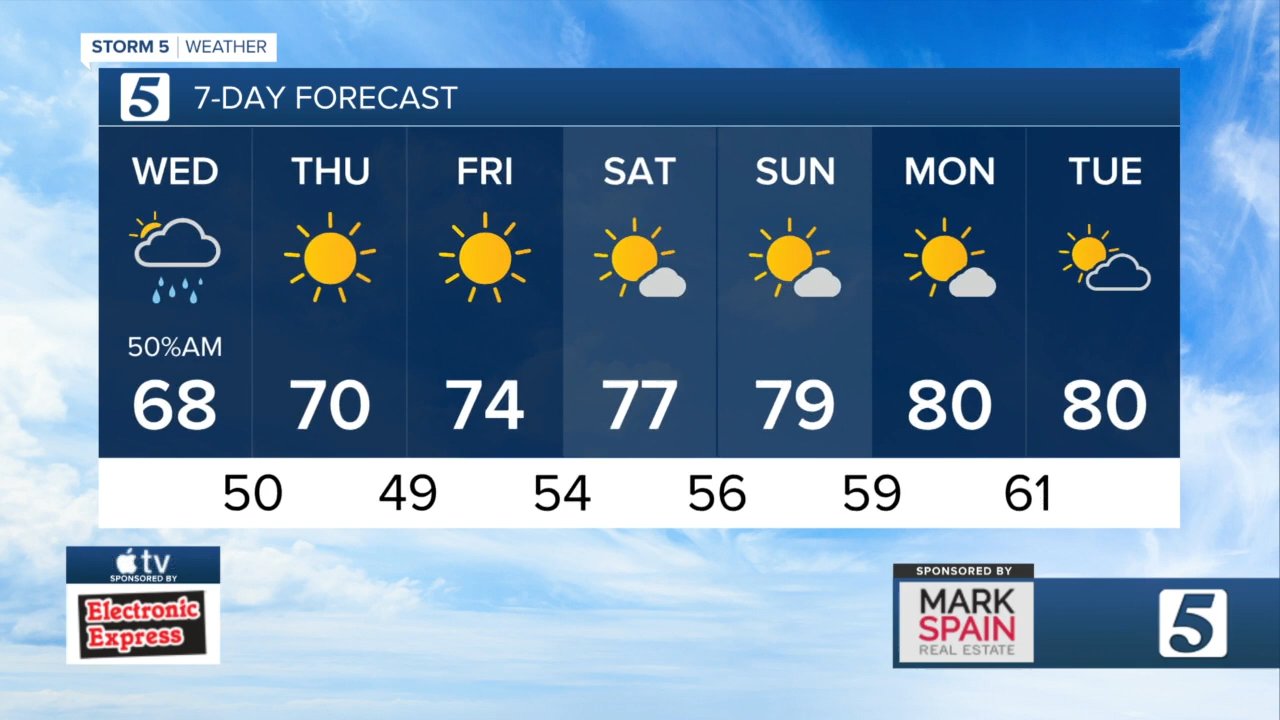 STORM 5 | WEATHER
5 7-DAY FORECAST
WED THU FRI SAT SUN MON TUE
50%AM
68 70 74 77 79 80 80
50 49 54 56 59 61
tv
SPONSORED BY
Electronic
Express
SPONSORED BY
MARK
SPAIN
REAL ESTATE
5